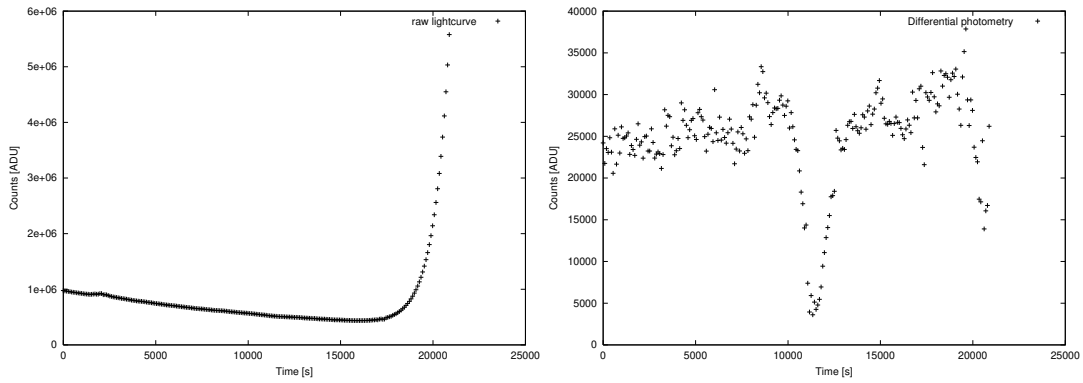 6e+06
5e+06
4e+06
3e+06
2e+06
1e+06
0
Counts [ADU]
raw lightcurve
0 5000 10000 15000 20000 25000
Time [s]
40000
35000
30000
25000
20000
15000
10000
5000
0
Counts [ADU]
Differential photometry
0 5000 10000 15000 20000 25000
Time [s]